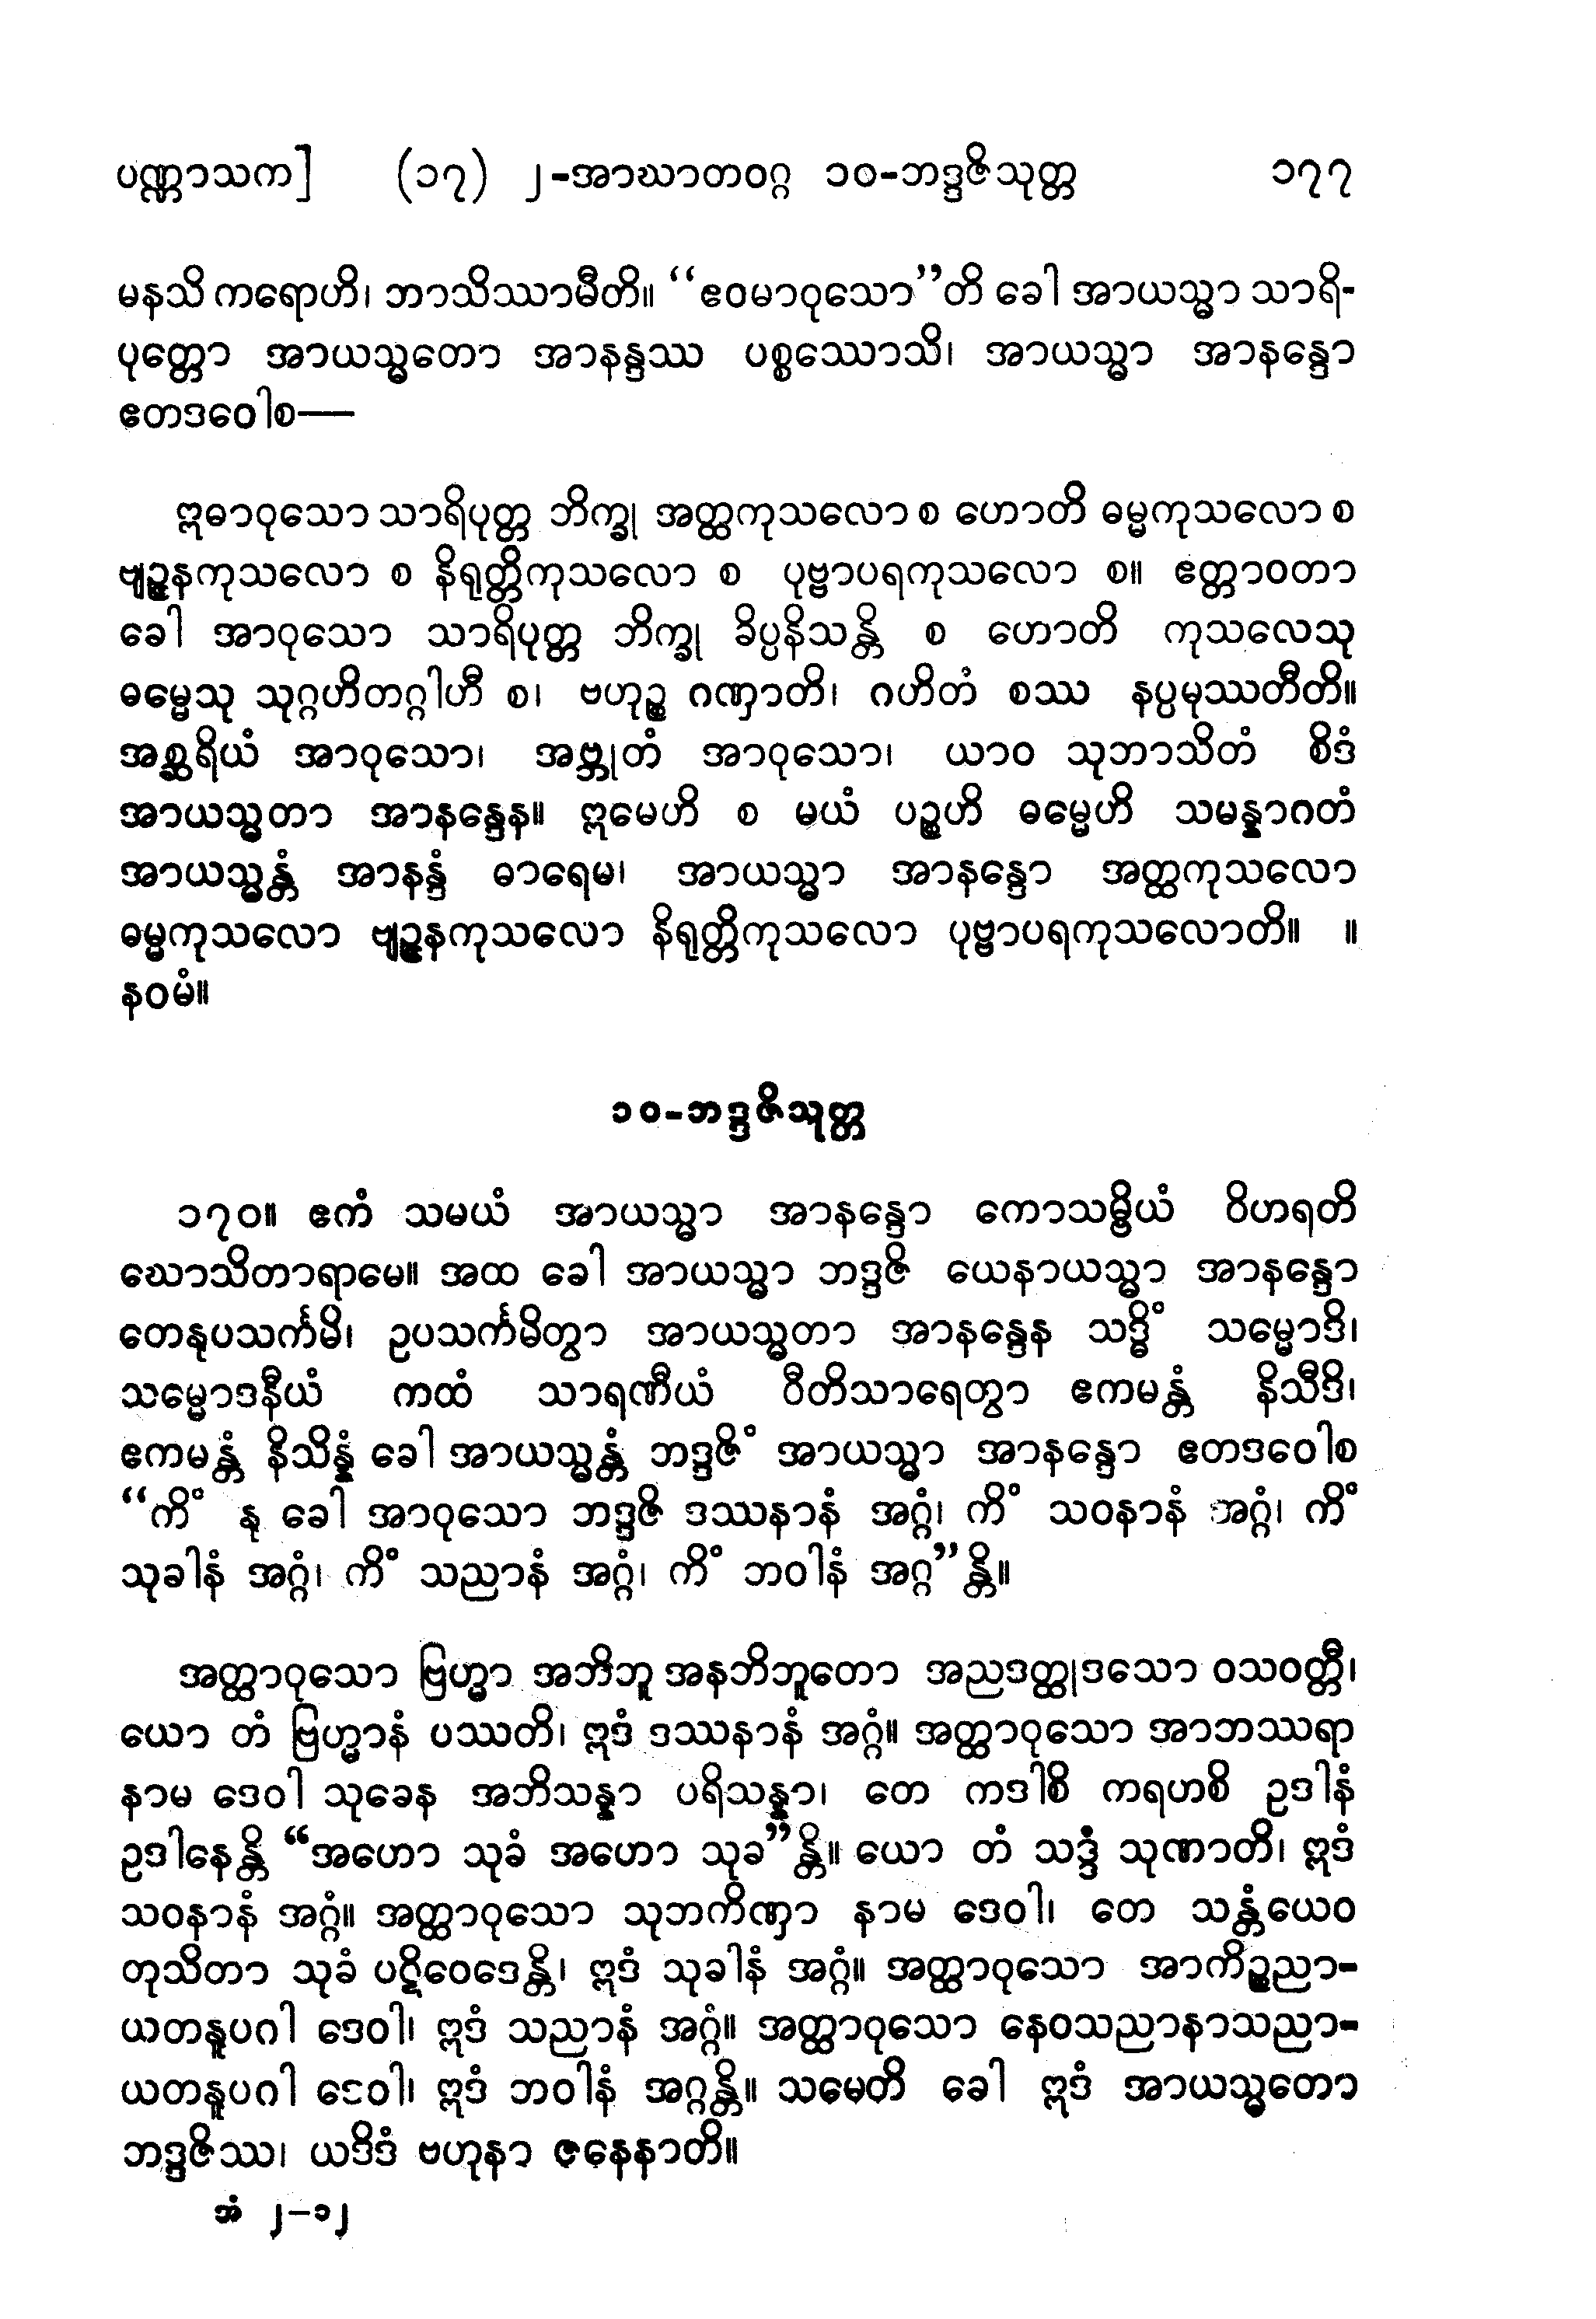 ပဏ္ဏာသက] (၁၇) ၂-အာဃာတဝဂ္ဂ ၁၀-ဘဒ္ဒဇိသုတ္တ ၁၇၇
မနသိ ကရောဟိ၊ ဘာသိဿာမီတိ။ “ဧဝမာဝုသော”တိ ခေါ အာယသ္မာ သာရိ-
ပုတ္တော အာယသ္မတော အာနန္ဒဿ ပစ္စဿောသိ၊ အာယသ္မာ အာနန္ဒော
ဧတဒဝေါစ—
ဣဓာဝုသော သာရိပုတ္တ ဘိက္ခု အတ္ထကုသလော စ ဟောတိ ဓမ္မကုသလော စ
ဗျဉ္ဇနကုသလော စ နိရုတ္တိကုသလော စ ပုဗ္ဗာပရကုသလော စ။ ဧတ္တာဝတာ
ခေါ အာဝုသော သာရိပုတ္တ ဘိက္ခု ခိပ္ပနိသန္တိ စ ဟောတိ ကုသလေသု
ဓမ္မေသု သုဂ္ဂဟိတဂ္ဂါဟီ စ၊ ဗဟုဉ္စ ဂဏှာတိ၊ ဂဟိတံ စဿ နပ္ပမုဿတီတိ။
အစ္ဆရိယံ အာဝုသော၊ အဗ္ဘုတံ အာဝုသော၊ ယာဝ သုဘာသိတံ စိဒံ
အာယသ္မတာ အာနန္ဒေန။ ဣမေဟိ စ မယံ ပဉ္စဟိ ဓမ္မေဟိ သမန္နာဂတံ
အာယသ္မန္တံ အာနန္ဒံ ဓာရေမ၊ အာယသ္မာ အာနန္ဒော အတ္ထကုသလော
ဓမ္မကုသလော ဗျဉ္ဇနကုသလော နိရုတ္တိကုသလော ပုဗ္ဗာပရကုသလောတိ။ ။
နဝမံ။
၁၀-ဘဒ္ဒဇိသုတ္တ
၁၇၀။ ဧကံ သမယံ အာယသ္မာ အာနန္ဒော ကောသမ္ဗိယံ ဝိဟရတိ
ဃောသိတာရာမေ။ အထ ခေါ အာယသ္မာ ဘဒ္ဒဇိ ယေနာယသ္မာ အာနန္ဒော
တေနုပသင်္ကမိ၊ ဥပသင်္ကမိတွာ အာယသ္မတာ အာနန္ဒေန သဒ္ဓိံ သမ္မောဒိ၊
သမ္မောဒနီယံ ကထံ သာရဏီယံ ဝီတိသာရေတွာ ဧကမန္တံ နိသီဒိ၊
ဧကမန္တံ နိသိန္နံ ခေါ အာယသ္မန္တံ ဘဒ္ဒဇိံ အာယသ္မာ အာနန္ဒော ဧတဒဝေါစ
“ကိံ နု ခေါ အာဝုသော ဘဒ္ဒဇိ ဒဿနာနံ အဂ္ဂံ၊ ကိံ သဝနာနံ အဂ္ဂံ၊ ကိံ
သုခါနံ အဂ္ဂံ၊ ကိံ သညာနံ အဂ္ဂံ၊ ကိံ ဘဝါနံ အဂ္ဂ”န္တိ။
အတ္ထာဝုသော ဗြဟ္မာ အဘိဘူ အနဘိဘူတော အညဒတ္ထုဒသော ဝသဝတ္တီ၊
ယော တံ ဗြဟ္မာနံ ပဿတိ၊ ဣဒံ ဒဿနာနံ အဂ္ဂံ။ အတ္ထာဝုသော အာဘဿရာ
နာမ ဒေဝါ သုခေန အဘိသန္နာ ပရိသန္နာ၊ တေ ကဒါစိ ကရဟစိ ဥဒါနံ
ဥဒါနေန္တိ “အဟော သုခံ အဟော သုခ”န္တိ။ ယော တံ သဒ္ဒံ သုဏာတိ၊ ဣဒံ
သဝနာနံ အဂ္ဂံ။ အတ္ထာဝုသော သုဘကိဏှာ နာမ ဒေဝါ၊ တေ သန္တံယေဝ
တုသိတာ သုခံ ပဋိဝေဒေန္တိ၊ ဣဒံ သုခါနံ အဂ္ဂံ။ အတ္ထာဝုသော အာကိဉ္စညာ-
ယတနူပဂါ ဒေဝါ၊ ဣဒံ သညာနံ အဂ္ဂံ။ အတ္ထာဝုသော နေဝသညာနာသညာ-
ယတနူပဂါ ဒေဝါ၊ ဣဒံ ဘဝါနံ အဂ္ဂန္တိ။ သမေတိ ခေါ ဣဒံ အာယသ္မတော
ဘဒ္ဒဇိဿ၊ ယဒိဒံ ဗဟုနာ ဇနေနာတိ။
အံ ၂–၁၂